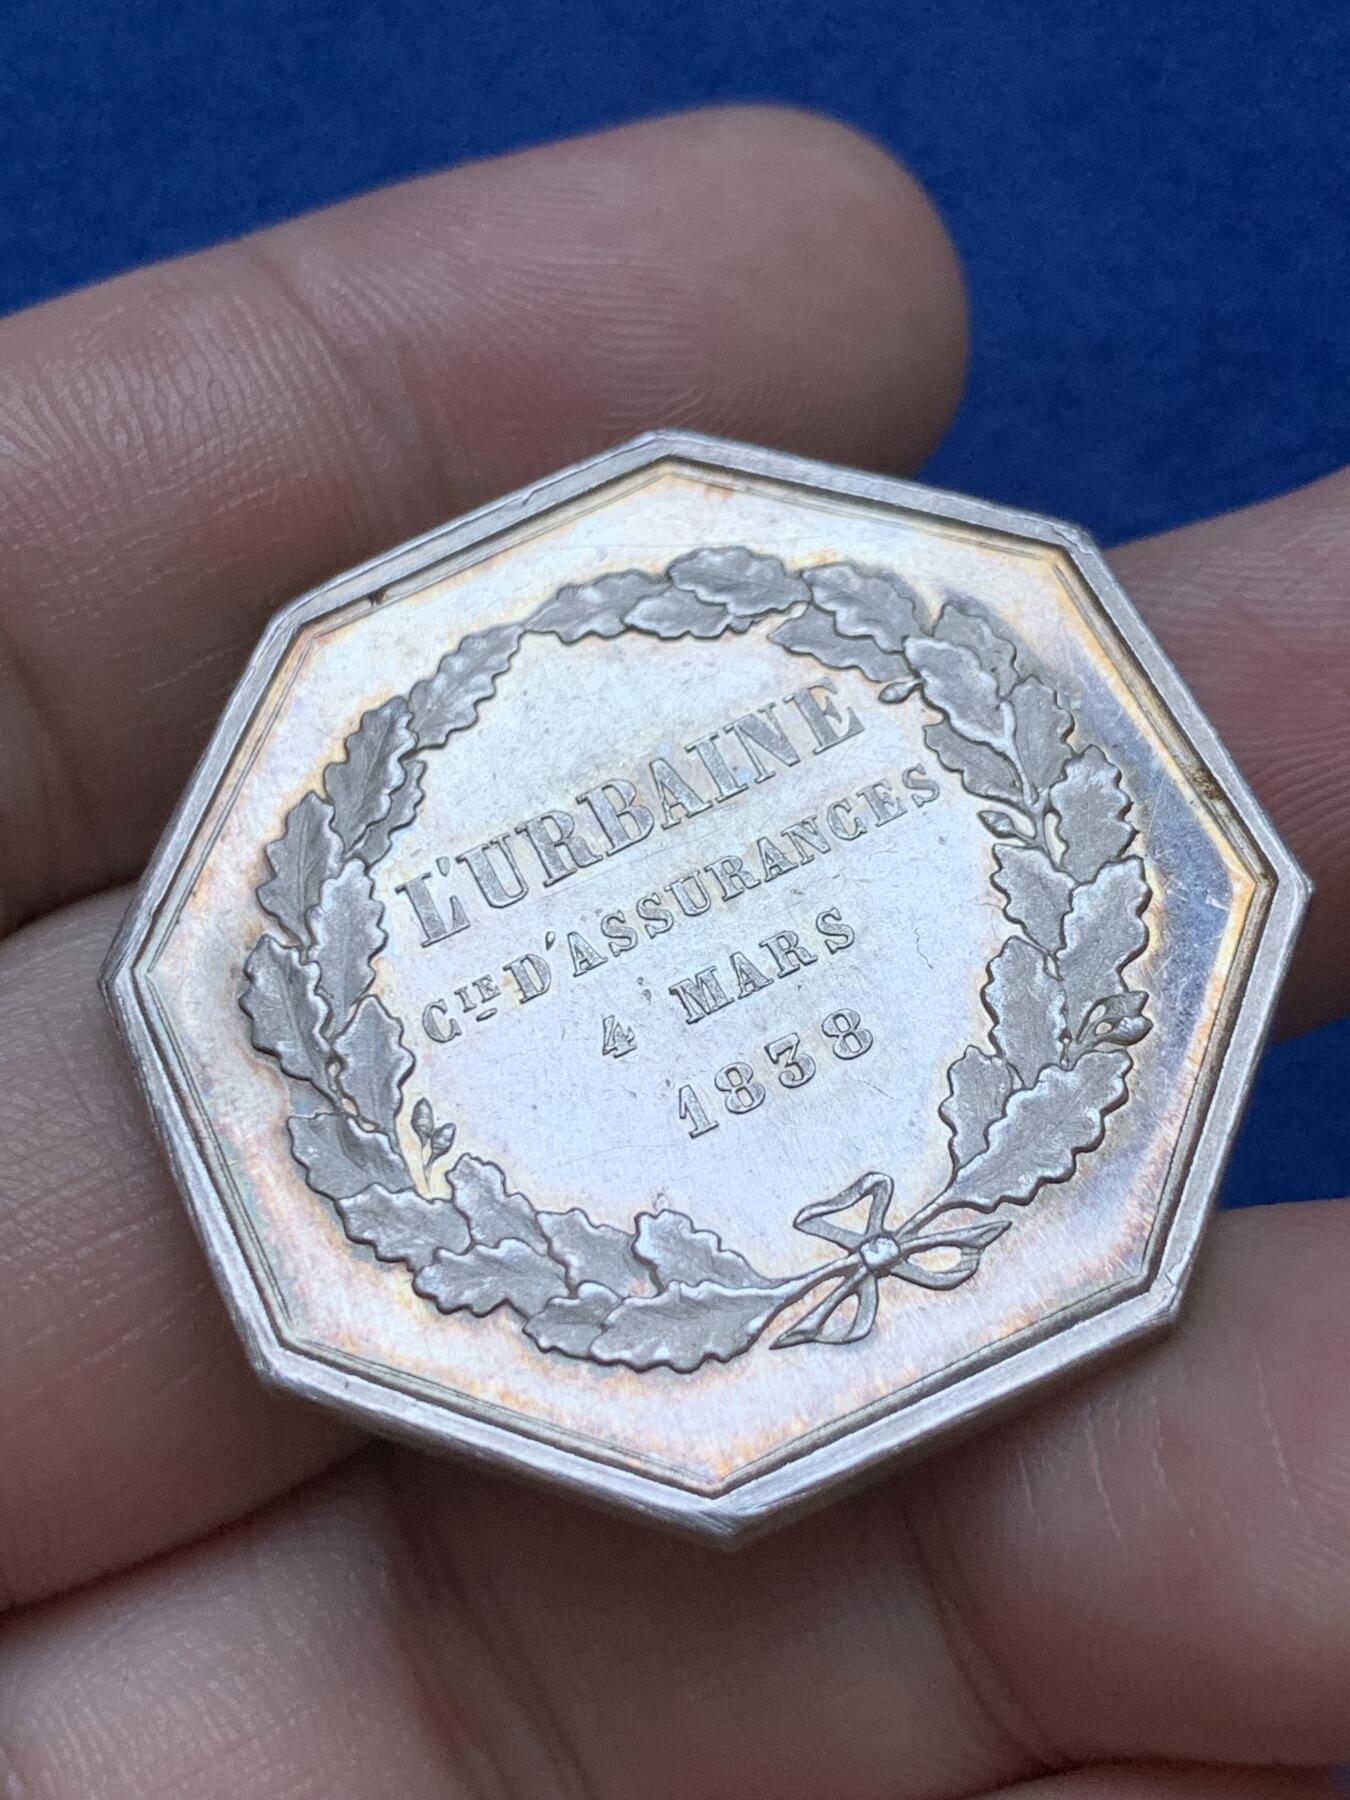 L'URBAINE
CIE D'ASSURANCES
4 MARS
1838